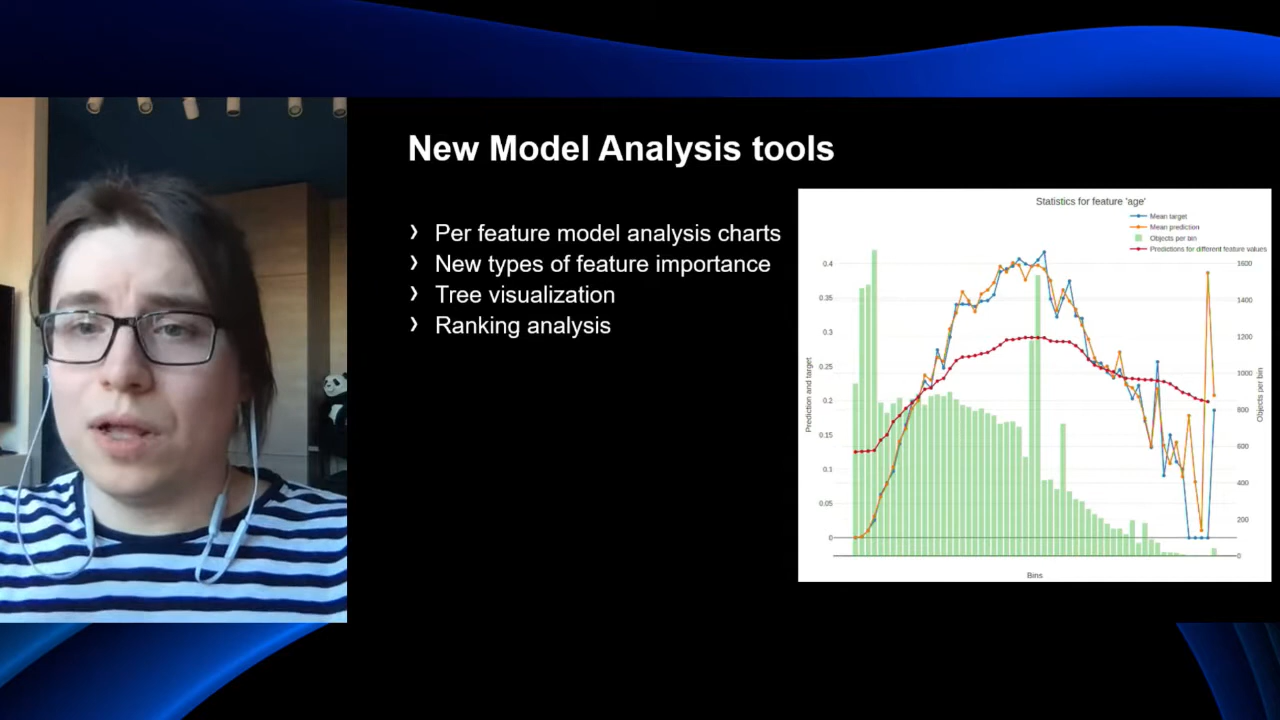 New Model Analysis tools
Per feature model analysis charts
New types of feature importance
Tree visualization
Ranking analysis
Statistics for feature 'age'
Mean target
Mean prediction
Objects per bin
Predictions for different feature values
0.4
0.35
0.3
0.25
0.2
0.15
0.1
0.05
0
Prediction and target
1600
1400
1200
1000
800
600
400
200
0
Objects per bin
Bins